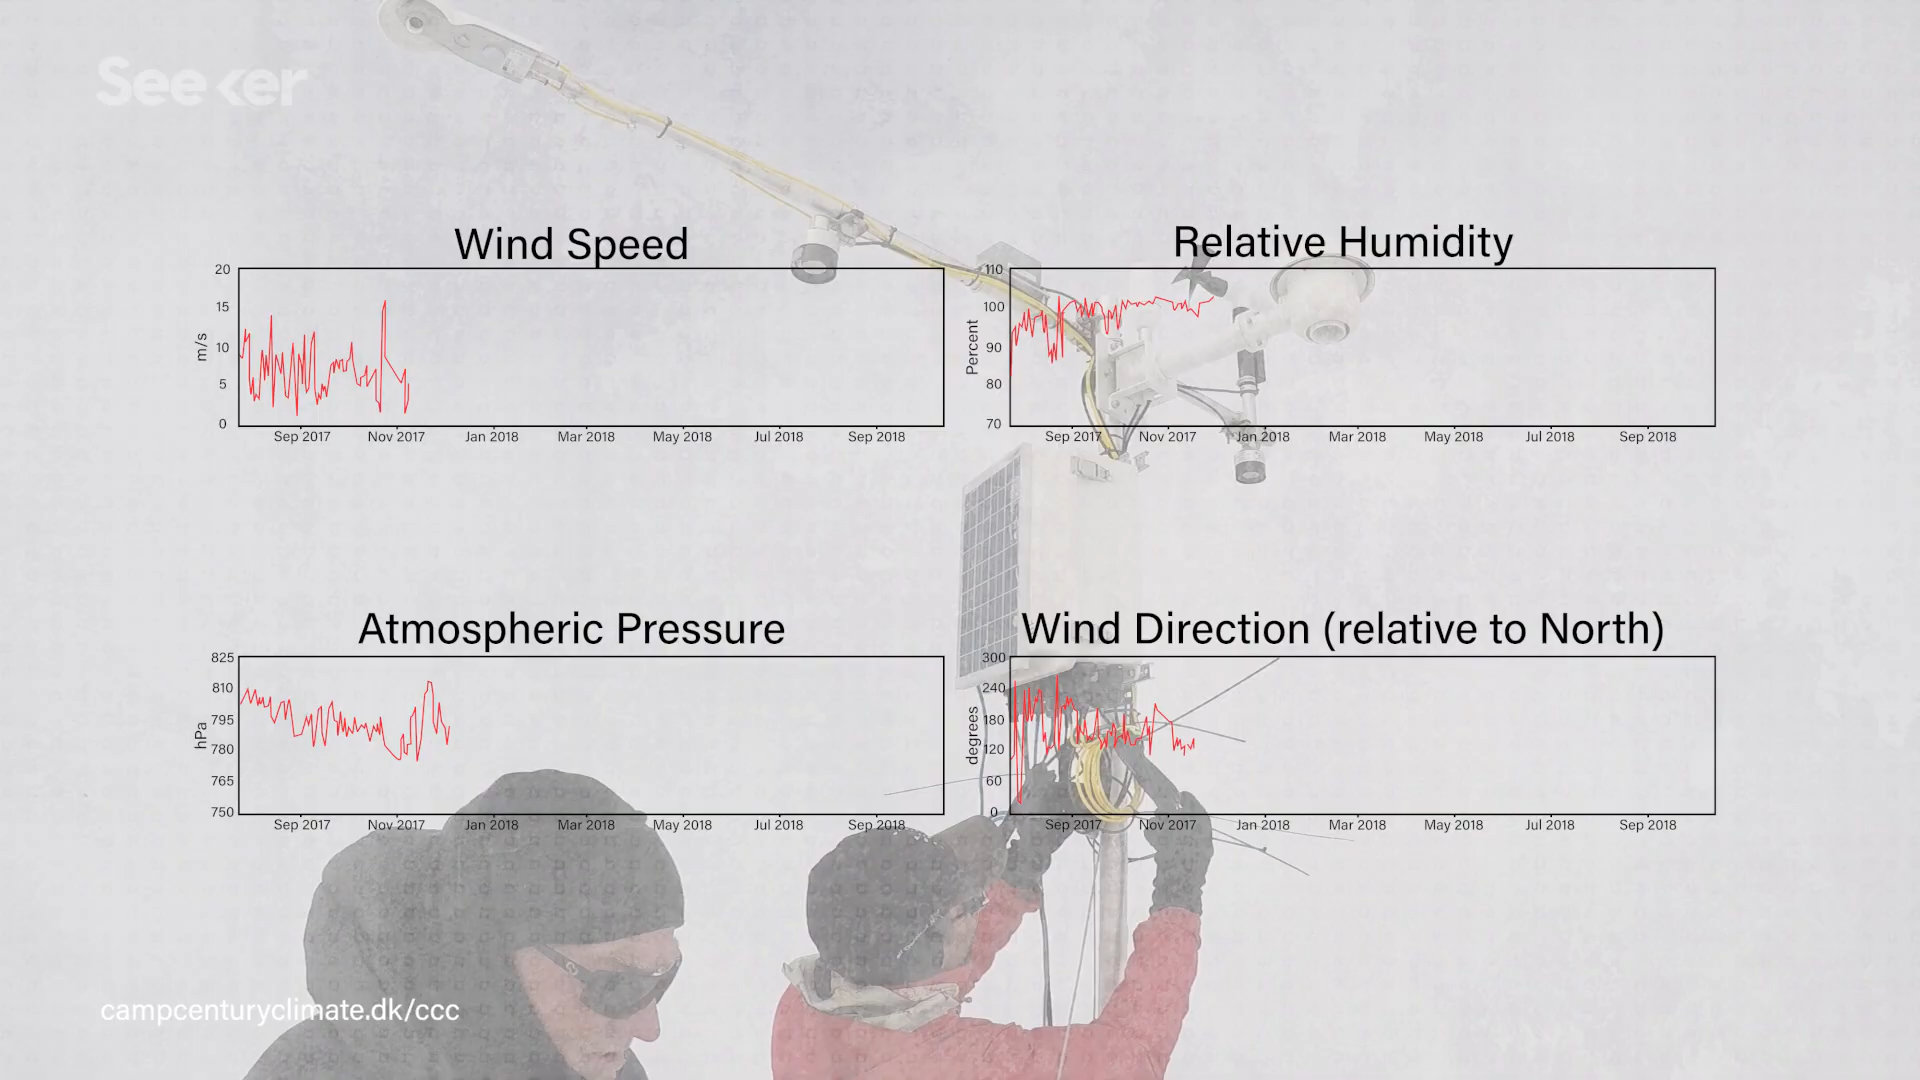 Seeker
Wind Speed
20
15
10
5
0
m/s
Sep 2017 Nov 2017 Jan 2018 Mar 2018 May 2018 Jul 2018 Sep 2018
Relative Humidity
110
100
90
80
70
Percent
Sep 2017 Nov 2017 Jan 2018 Mar 2018 May 2018 Jul 2018 Sep 2018
Atmospheric Pressure
825
810
795
780
765
750
hPa
Sep 2017 Nov 2017 Jan 2018 Mar 2018 May 2018 Jul 2018 Sep 2018
Wind Direction (relative to North)
300
240
180
120
60
0
degrees
Sep 2017 Nov 2017 Jan 2018 Mar 2018 May 2018 Jul 2018 Sep 2018
campcenturyclimate.dk/ccc